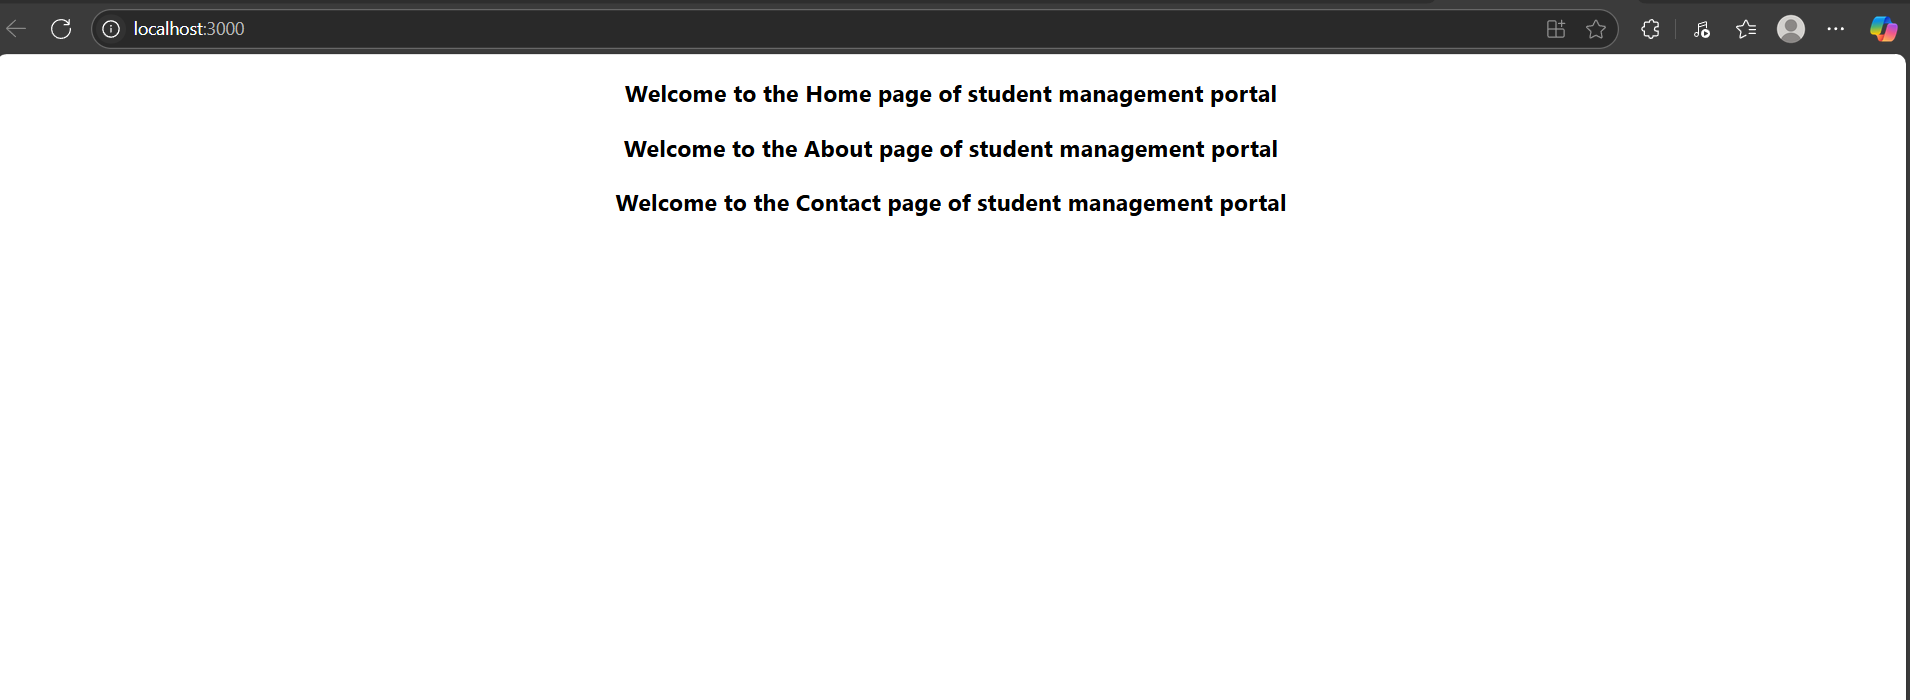 localhost:3000
Welcome to the Home page of student management portal
Welcome to the About page of student management portal
Welcome to the Contact page of student management portal